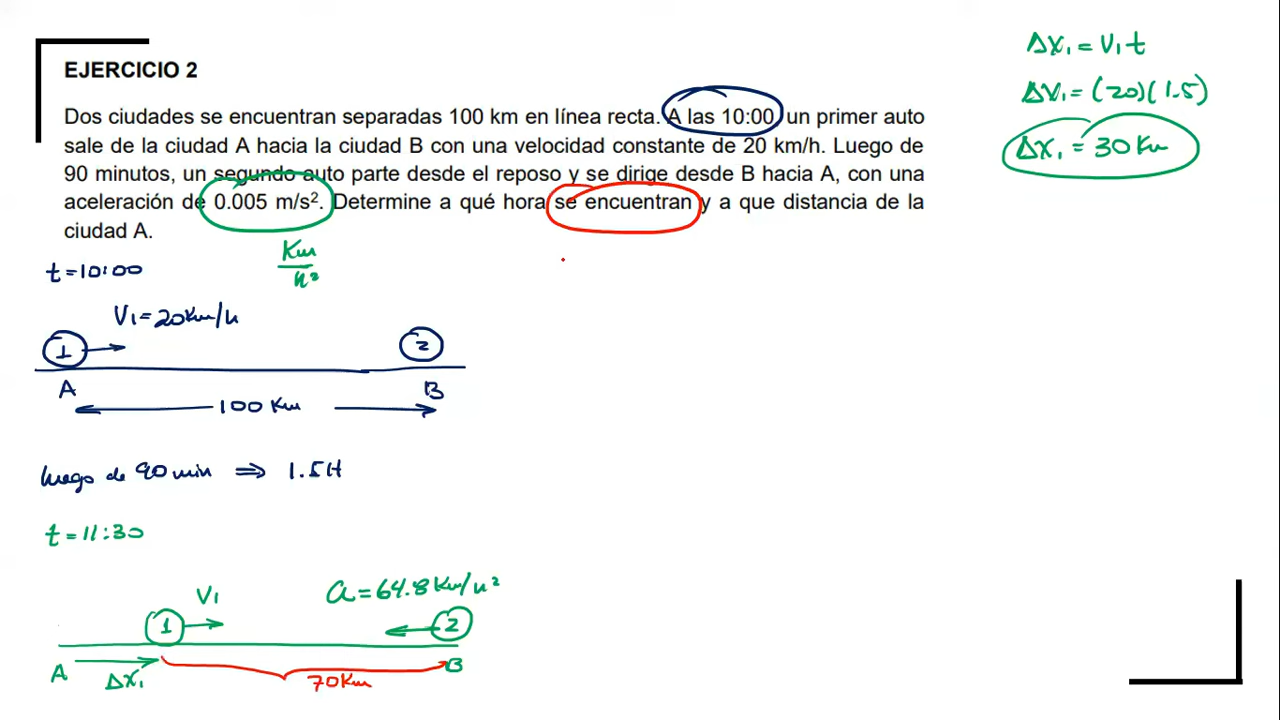 EJERCICIO 2
Dos ciudades se encuentran separadas 100 km en línea recta. A las 10:00 un primer auto
sale de la ciudad A hacia la ciudad B con una velocidad constante de 20 km/h. Luego de
90 minutos, un segundo auto parte desde el reposo y se dirige desde B hacia A, con una
aceleración de 0.005 m/s². Determine a qué hora se encuentran y a que distancia de la
ciudad A.
ΔX₁ = V₁ t
ΔV₁ = (20)(1.5)
ΔX₁ = 30 Km
Km
h²
t = 10:00
V₁ = 20 Km/h
1
2
A
B
100 Km
luego de 90 min ⇒ 1.5H
t = 11:30
V₁
a = 64.8 Km/h²
1
2
A
ΔX₁
70 Km
B